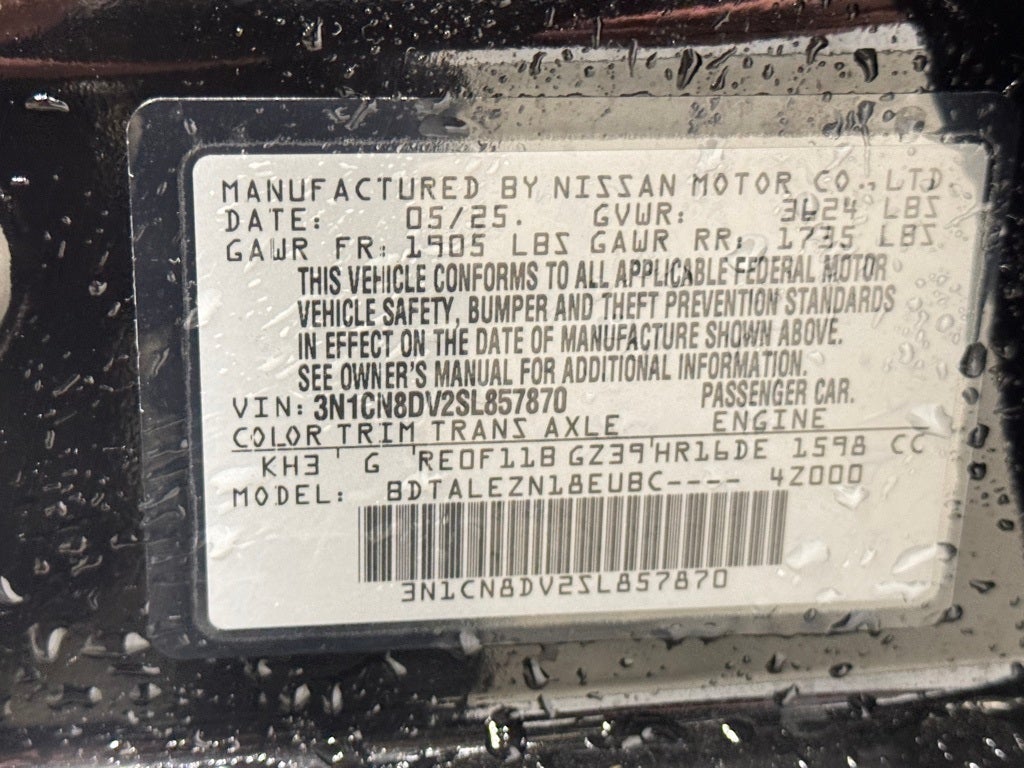 MANUFACTURED BY NISSAN MOTOR CO., LTD.
DATE: 05/25. GVWR: 3624 LBS
GAWR FR: 1905 LBS GAWR RR: 1735 LBS
THIS VEHICLE CONFORMS TO ALL APPLICABLE FEDERAL MOTOR
VEHICLE SAFETY, BUMPER AND THEFT PREVENTION STANDARDS
IN EFFECT ON THE DATE OF MANUFACTURE SHOWN ABOVE.
SEE OWNER'S MANUAL FOR ADDITIONAL INFORMATION.
VIN: 3N1CN8DV2SL857870 PASSENGER CAR.
COLOR TRIM TRANS AXLE ENGINE
KH3 G RE0F11B GZ39 HR16DE 1598 CC
MODEL: BDTALEZN18EUBC---- 4Z000
3N1CN8DV2SL857870